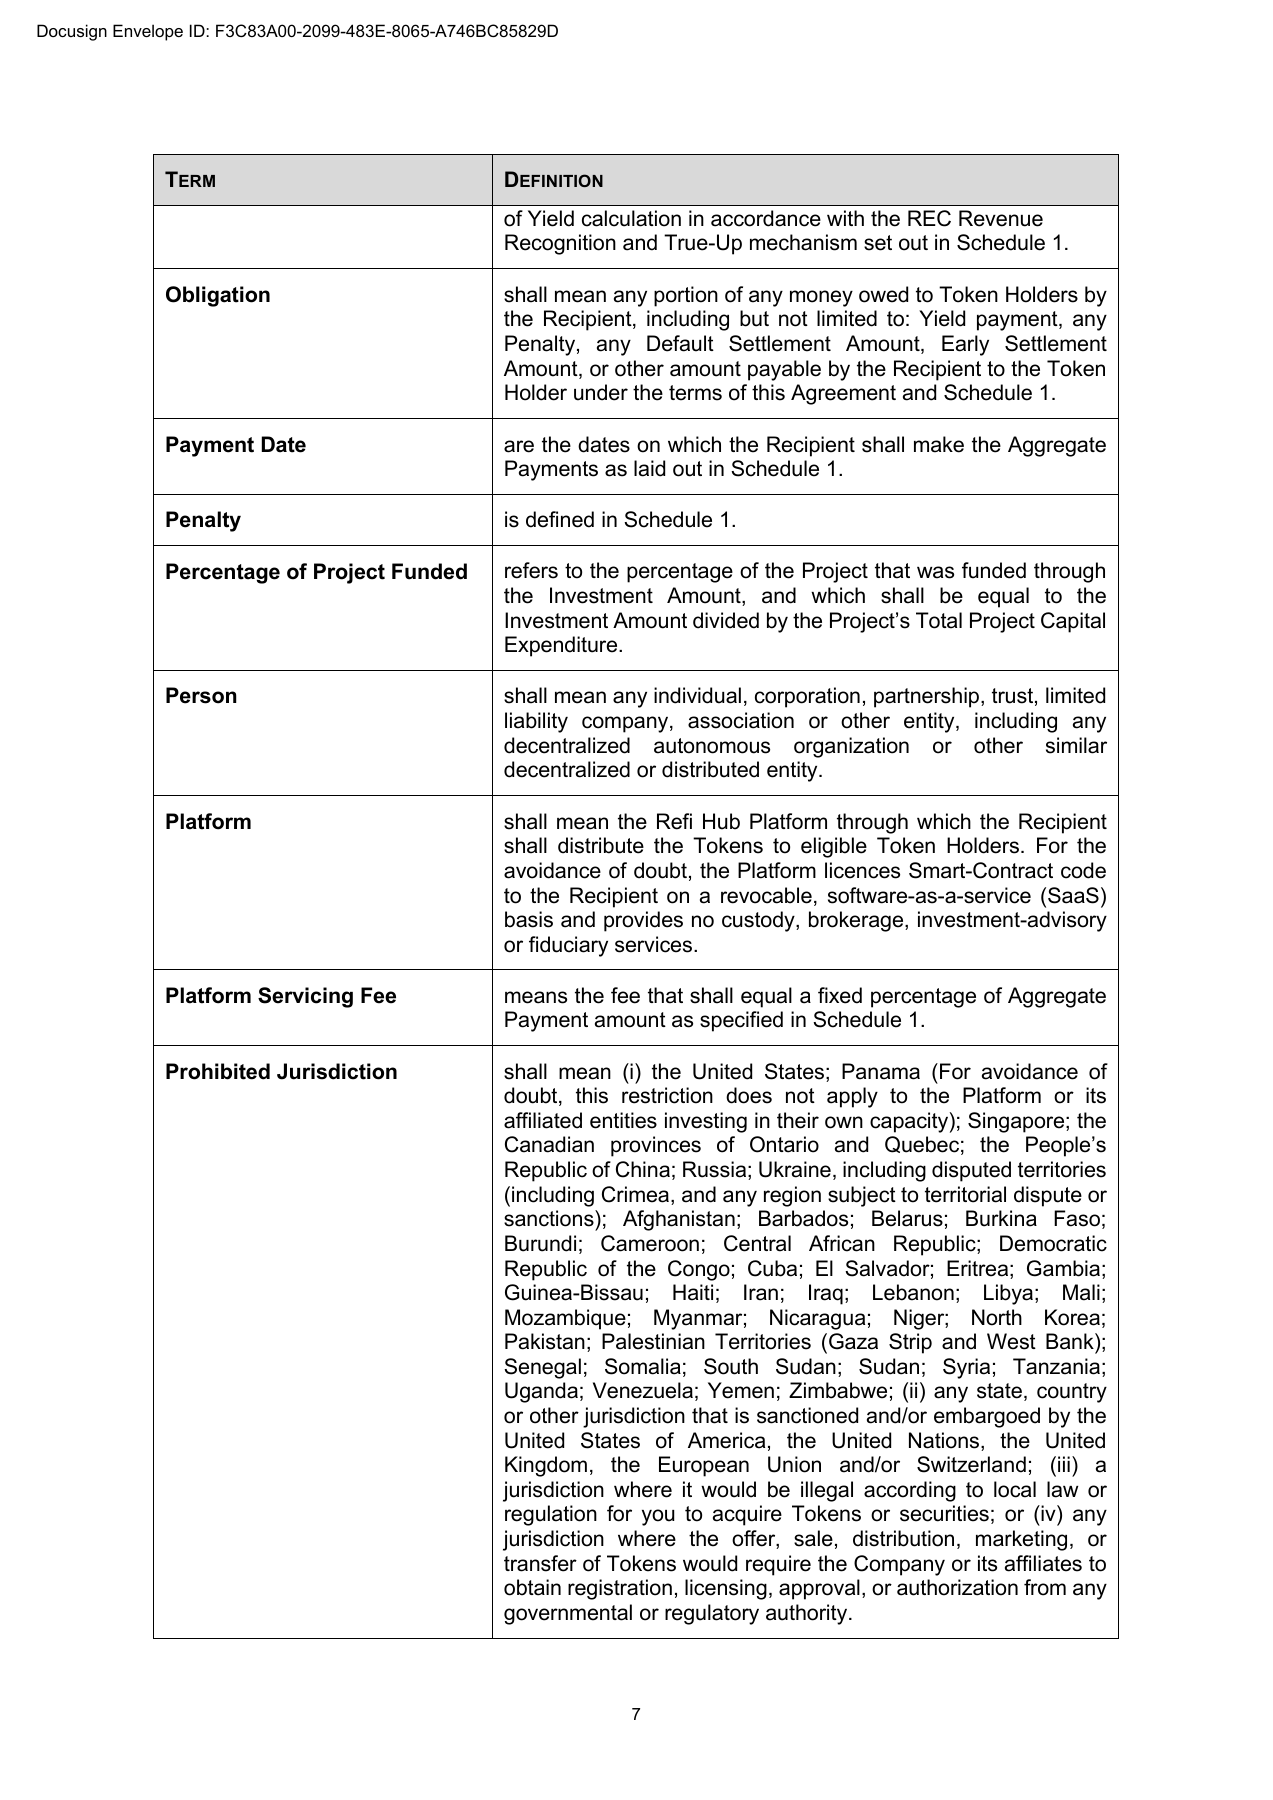 Docusign Envelope ID: F3C83A00-2099-483E-8065-A746BC85829D
TERM
DEFINITION
of Yield calculation in accordance with the REC Revenue
Recognition and True-Up mechanism set out in Schedule 1.
Obligation
shall mean any portion of any money owed to Token Holders by
the Recipient, including but not limited to: Yield payment, any
Penalty, any Default Settlement Amount, Early Settlement
Amount, or other amount payable by the Recipient to the Token
Holder under the terms of this Agreement and Schedule 1.
Payment Date
are the dates on which the Recipient shall make the Aggregate
Payments as laid out in Schedule 1.
Penalty
is defined in Schedule 1.
Percentage of Project Funded
refers to the percentage of the Project that was funded through
the Investment Amount, and which shall be equal to the
Investment Amount divided by the Project’s Total Project Capital
Expenditure.
Person
shall mean any individual, corporation, partnership, trust, limited
liability company, association or other entity, including any
decentralized autonomous organization or other similar
decentralized or distributed entity.
Platform
shall mean the Refi Hub Platform through which the Recipient
shall distribute the Tokens to eligible Token Holders. For the
avoidance of doubt, the Platform licences Smart-Contract code
to the Recipient on a revocable, software-as-a-service (SaaS)
basis and provides no custody, brokerage, investment-advisory
or fiduciary services.
Platform Servicing Fee
means the fee that shall equal a fixed percentage of Aggregate
Payment amount as specified in Schedule 1.
Prohibited Jurisdiction
shall mean (i) the United States; Panama (For avoidance of
doubt, this restriction does not apply to the Platform or its
affiliated entities investing in their own capacity); Singapore; the
Canadian provinces of Ontario and Quebec; the People’s
Republic of China; Russia; Ukraine, including disputed territories
(including Crimea, and any region subject to territorial dispute or
sanctions); Afghanistan; Barbados; Belarus; Burkina Faso;
Burundi; Cameroon; Central African Republic; Democratic
Republic of the Congo; Cuba; El Salvador; Eritrea; Gambia;
Guinea-Bissau; Haiti; Iran; Iraq; Lebanon; Libya; Mali;
Mozambique; Myanmar; Nicaragua; Niger; North Korea;
Pakistan; Palestinian Territories (Gaza Strip and West Bank);
Senegal; Somalia; South Sudan; Sudan; Syria; Tanzania;
Uganda; Venezuela; Yemen; Zimbabwe; (ii) any state, country
or other jurisdiction that is sanctioned and/or embargoed by the
United States of America, the United Nations, the United
Kingdom, the European Union and/or Switzerland; (iii) a
jurisdiction where it would be illegal according to local law or
regulation for you to acquire Tokens or securities; or (iv) any
jurisdiction where the offer, sale, distribution, marketing, or
transfer of Tokens would require the Company or its affiliates to
obtain registration, licensing, approval, or authorization from any
governmental or regulatory authority.
7